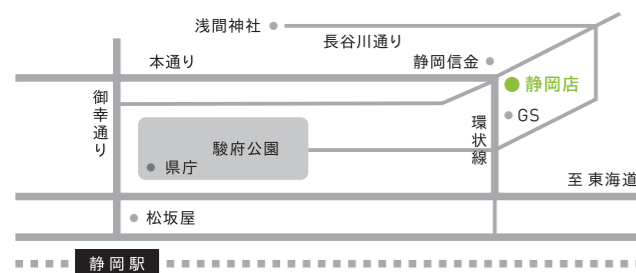 浅間神社
長谷川通り
本通り
静岡信金
静岡店
御幸通り
GS
環状線
駿府公園
県庁
至 東海道
松坂屋
静岡駅